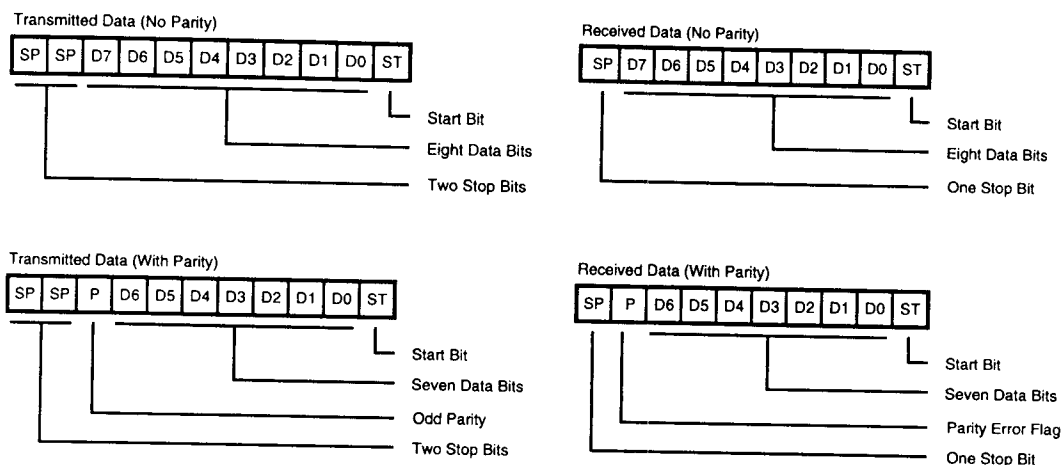 Transmitted Data (No Parity)
SP SP D7 D6 D5 D4 D3 D2 D1 D0 ST
Start Bit
Eight Data Bits
Two Stop Bits
Received Data (No Parity)
SP D7 D6 D5 D4 D3 D2 D1 D0 ST
Start Bit
Eight Data Bits
One Stop Bit
Transmitted Data (With Parity)
SP SP P D6 D5 D4 D3 D2 D1 D0 ST
Start Bit
Seven Data Bits
Odd Parity
Two Stop Bits
Received Data (With Parity)
SP P D6 D5 D4 D3 D2 D1 D0 ST
Start Bit
Seven Data Bits
Parity Error Flag
One Stop Bit